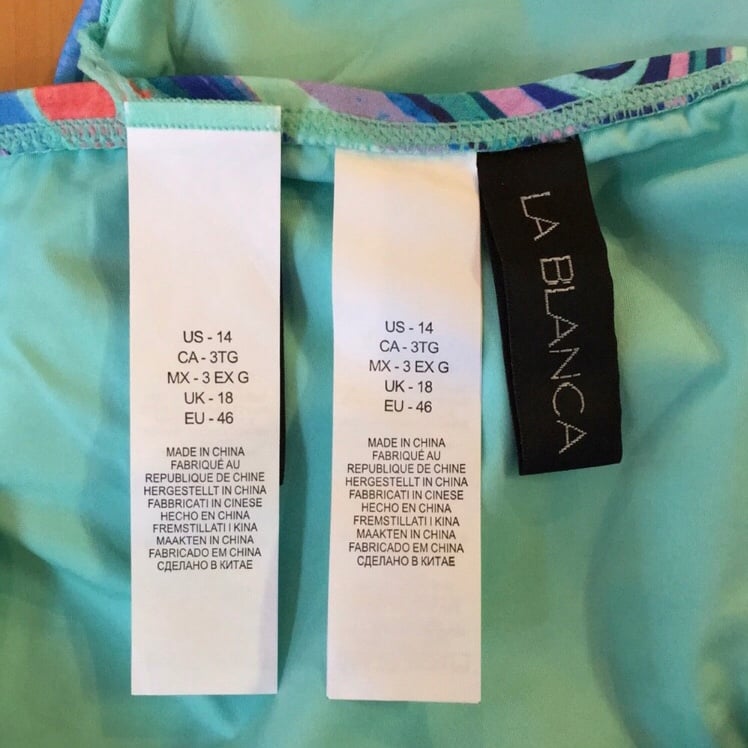 US - 14
CA - 3TG
MX - 3 EX G
UK - 18
EU - 46
MADE IN CHINA
FABRIQUÉ AU
REPUBLIQUE DE CHINE
HERGESTELLT IN CHINA
FABBRICATI IN CINESE
HECHO EN CHINA
FREMSTILLAT I KINA
MAAKTEN IN CHINA
FABRICADO EM CHINA
СДЕЛАНО В КИТАЕ
US - 14
CA - 3TG
MX - 3 EX G
UK - 18
EU - 46
MADE IN CHINA
FABRIQUÉ AU
REPUBLIQUE DE CHINE
HERGESTELLT IN CHINA
FABBRICATI IN CINESE
HECHO EN CHINA
FREMSTILLAT I KINA
MAAKTEN IN CHINA
FABRICADO EM CHINA
СДЕЛАНО В КИТАЕ
LA BLANCA